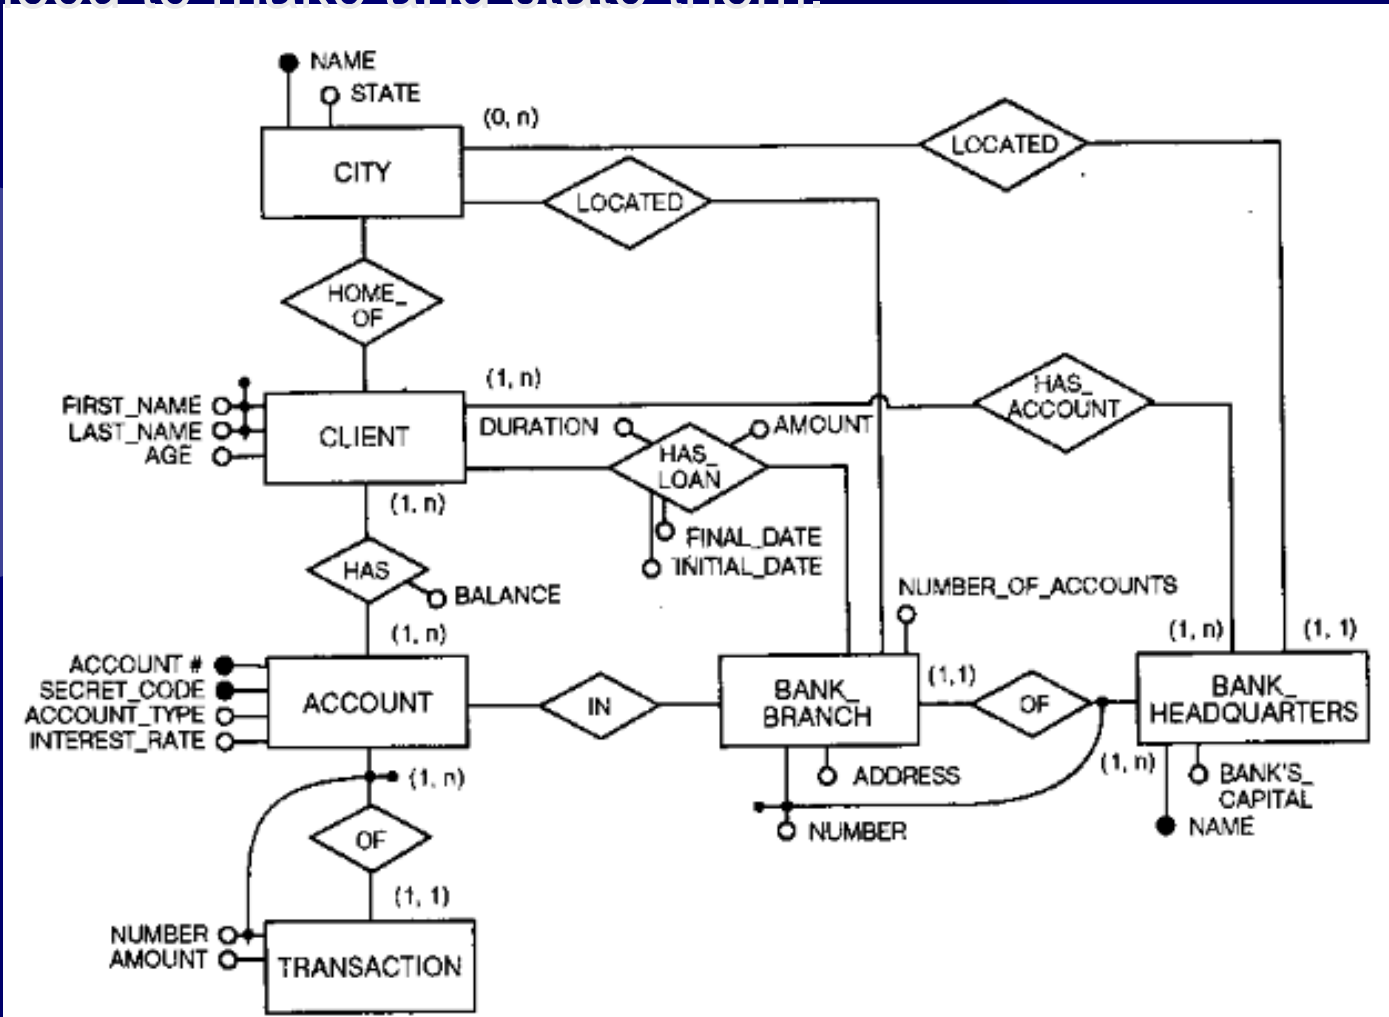 NAME
STATE
(0, n)
CITY
LOCATED
LOCATED
HOME_
OF
FIRST_NAME
LAST_NAME
AGE
CLIENT
(1, n)
HAS_
ACCOUNT
DURATION
AMOUNT
HAS_
LOAN
FINAL_DATE
INITIAL_DATE
(1, n)
HAS
BALANCE
(1, n)
NUMBER_OF_ACCOUNTS
(1, n)
(1, 1)
ACCOUNT #
SECRET_CODE
ACCOUNT_TYPE
INTEREST_RATE
ACCOUNT
IN
BANK_
BRANCH
(1,1)
OF
BANK_
HEADQUARTERS
(1, n)
ADDRESS
NUMBER
BANK'S_
CAPITAL
NAME
(1, n)
OF
(1, 1)
NUMBER
AMOUNT
TRANSACTION